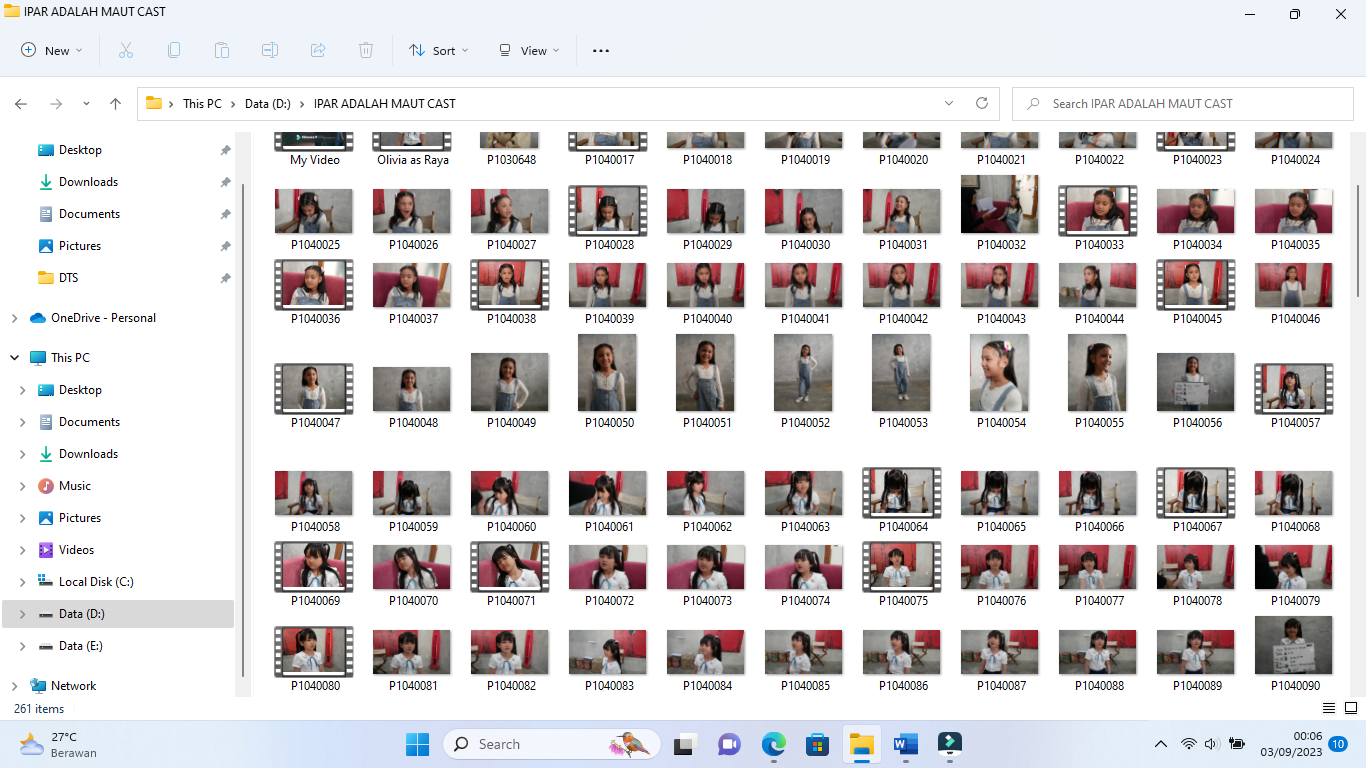 IPAR ADALAH MAUT CAST
New
Sort
View
This PC
Data (D:)
IPAR ADALAH MAUT CAST
Search IPAR ADALAH MAUT CAST
Desktop
Downloads
Documents
Pictures
DTS
OneDrive - Personal
This PC
Desktop
Documents
Downloads
Music
Pictures
Videos
Local Disk (C:)
Data (D:)
Data (E:)
Network
My Video Olivia as Raya P1030648 P1040017 P1040018 P1040019 P1040020 P1040021 P1040022 P1040023 P1040024
P1040025 P1040026 P1040027 P1040028 P1040029 P1040030 P1040031 P1040032 P1040033 P1040034 P1040035
P1040036 P1040037 P1040038 P1040039 P1040040 P1040041 P1040042 P1040043 P1040044 P1040045 P1040046
P1040047 P1040048 P1040049 P1040050 P1040051 P1040052 P1040053 P1040054 P1040055 P1040056 P1040057
P1040058 P1040059 P1040060 P1040061 P1040062 P1040063 P1040064 P1040065 P1040066 P1040067 P1040068
P1040069 P1040070 P1040071 P1040072 P1040073 P1040074 P1040075 P1040076 P1040077 P1040078 P1040079
P1040080 P1040081 P1040082 P1040083 P1040084 P1040085 P1040086 P1040087 P1040088 P1040089 P1040090
261 items
27°C
Berawan
Search
00:06
03/09/2023
10